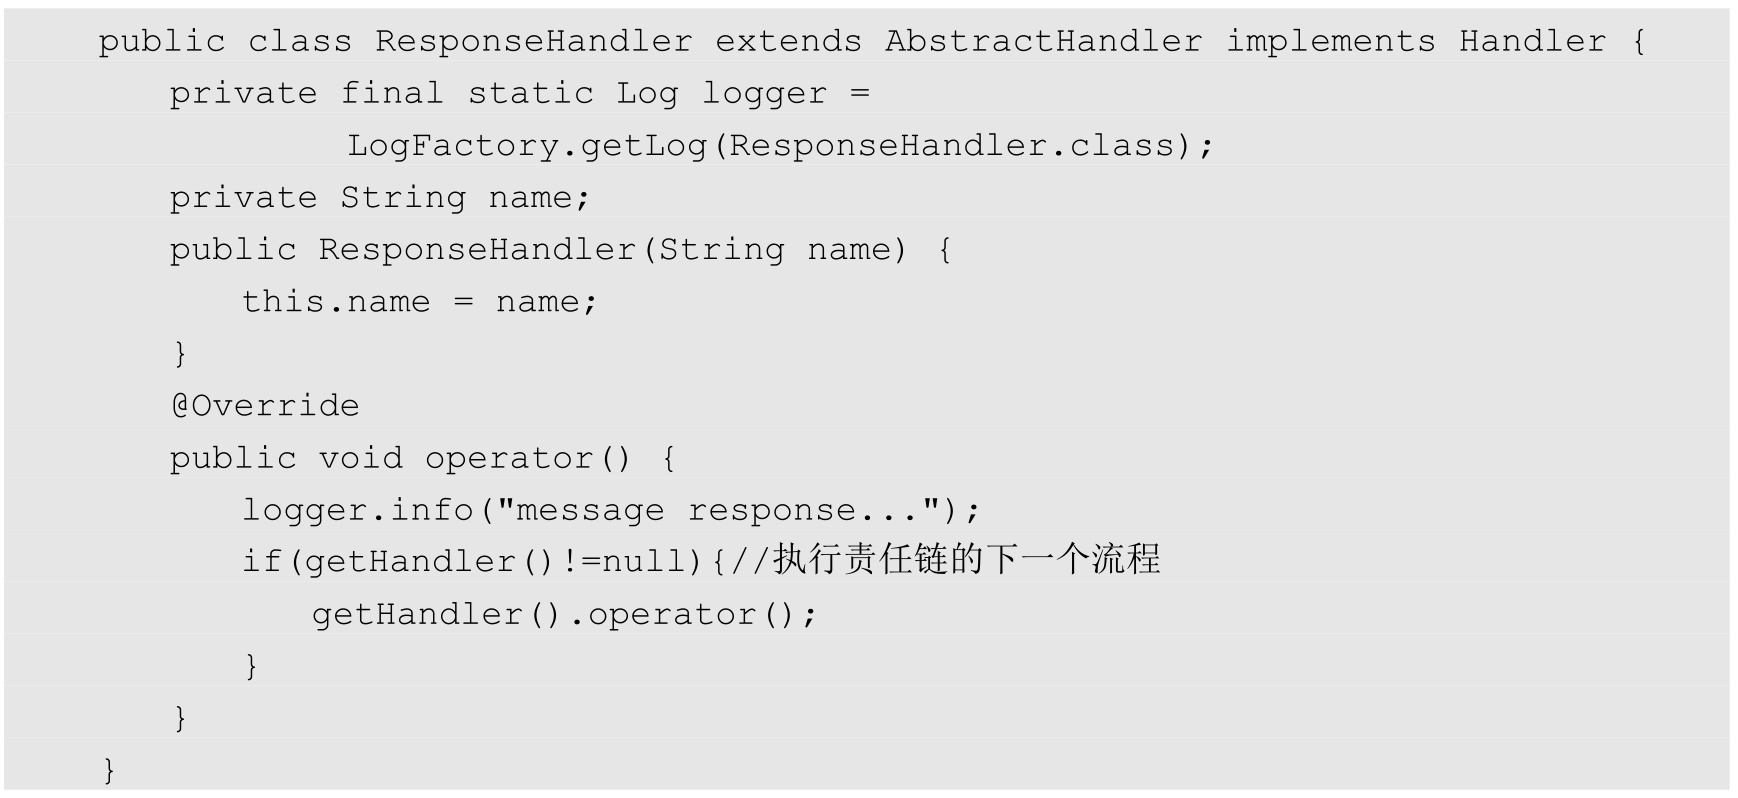 public class ResponseHandler extends AbstractHandler implements Handler {
private final static Log logger =
LogFactory.getLog(ResponseHandler.class);
private String name;
public ResponseHandler(String name) {
this.name = name;
}
@Override
public void operator() {
logger.info("message response...");
if(getHandler()!=null){//执行责任链的下一个流程
getHandler().operator();
}
}
}